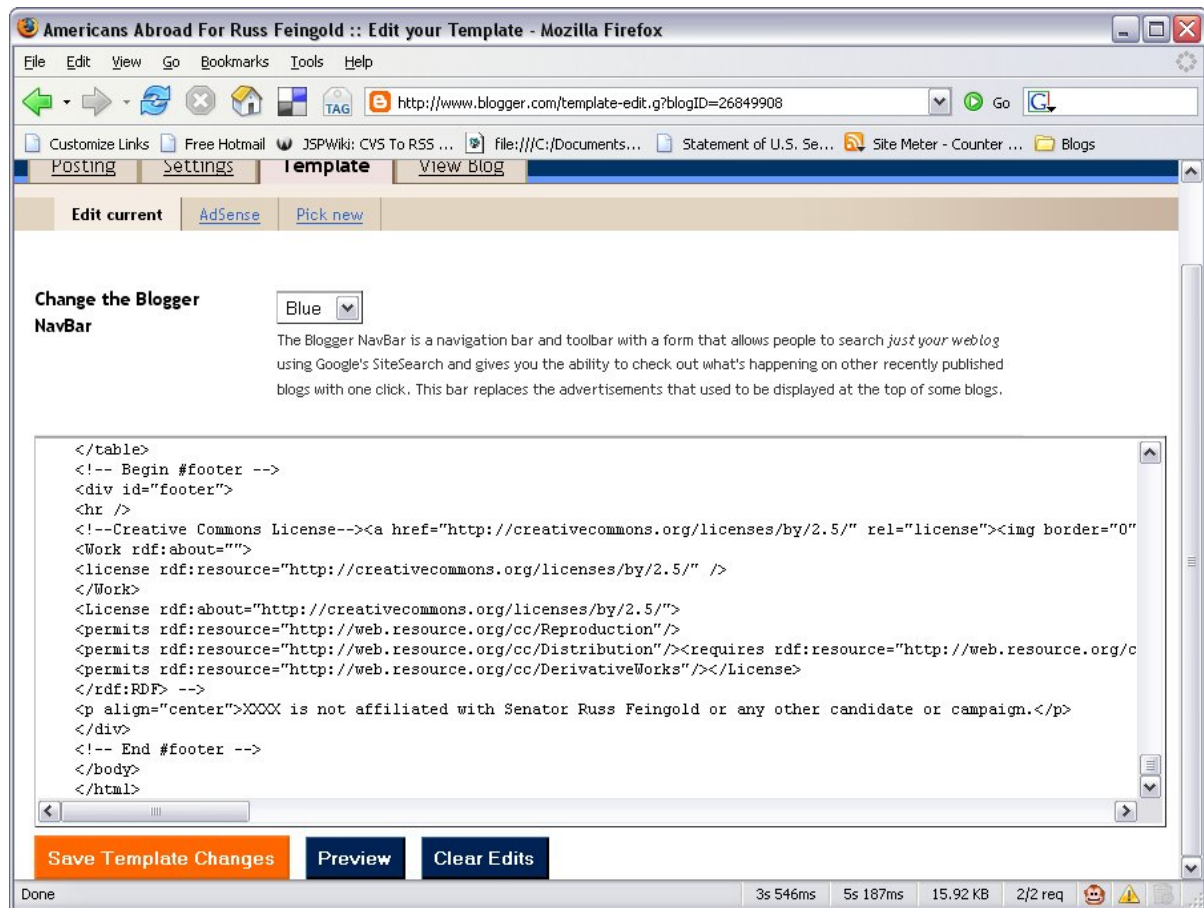 Americans Abroad For Russ Feingold :: Edit your Template - Mozilla Firefox
File Edit View Go Bookmarks Tools Help
TAG http://www.blogger.com/template-edit.g?blogID=26849908 Go G
Customize Links Free Hotmail JSPWiki: CVS To RSS ... file:///C:/Documents... Statement of U.S. Se... Site Meter - Counter ... Blogs
Posting Settings Template View Blog
Edit current AdSense Pick new
Change the Blogger
NavBar
Blue
The Blogger NavBar is a navigation bar and toolbar with a form that allows people to search just your weblog
using Google's SiteSearch and gives you the ability to check out what's happening on other recently published
blogs with one click. This bar replaces the advertisements that used to be displayed at the top of some blogs.
</table>
<!-- Begin #footer -->
<div id="footer">
<hr />
<!--Creative Commons License--><a href="http://creativecommons.org/licenses/by/2.5/" rel="license"><img border="0"
<Work rdf:about="">
<license rdf:resource="http://creativecommons.org/licenses/by/2.5/" />
</Work>
<License rdf:about="http://creativecommons.org/licenses/by/2.5/">
<permits rdf:resource="http://web.resource.org/cc/Reproduction"/>
<permits rdf:resource="http://web.resource.org/cc/Distribution"/><requires rdf:resource="http://web.resource.org/c
<permits rdf:resource="http://web.resource.org/cc/DerivativeWorks"/></License>
</rdf:RDF> -->
<p align="center">XXXX is not affiliated with Senator Russ Feingold or any other candidate or campaign.</p>
</div>
<!-- End #footer -->
</body>
</html>
Save Template Changes Preview Clear Edits
Done 3s 546ms 5s 187ms 15.92 KB 2/2 req